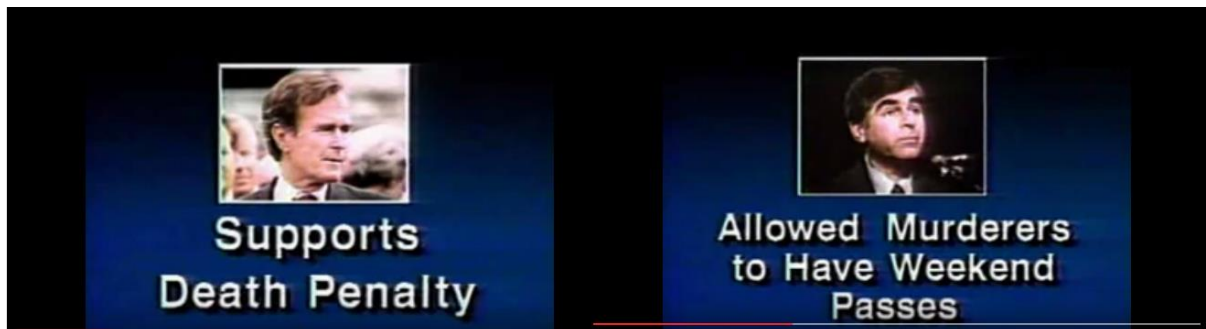 Supports
Death Penalty
Allowed Murderers
to Have Weekend
Passes